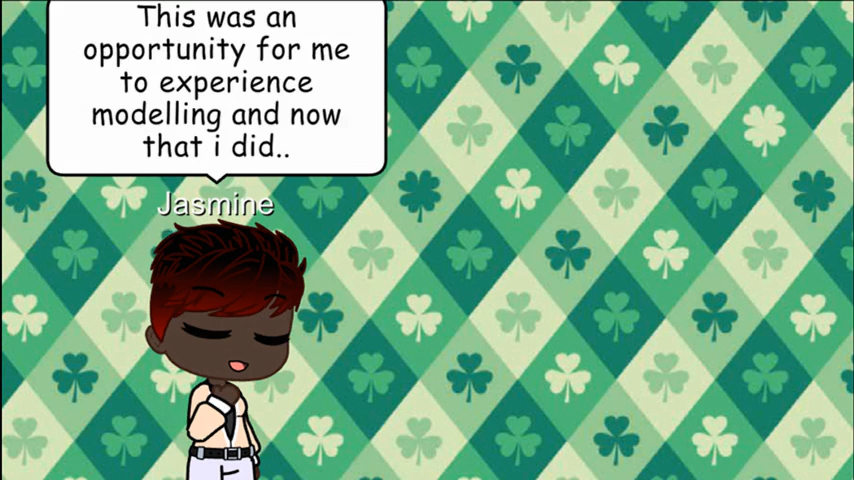 This was an
opportunity for me
to experience
modelling and now
that i did..
Jasmine